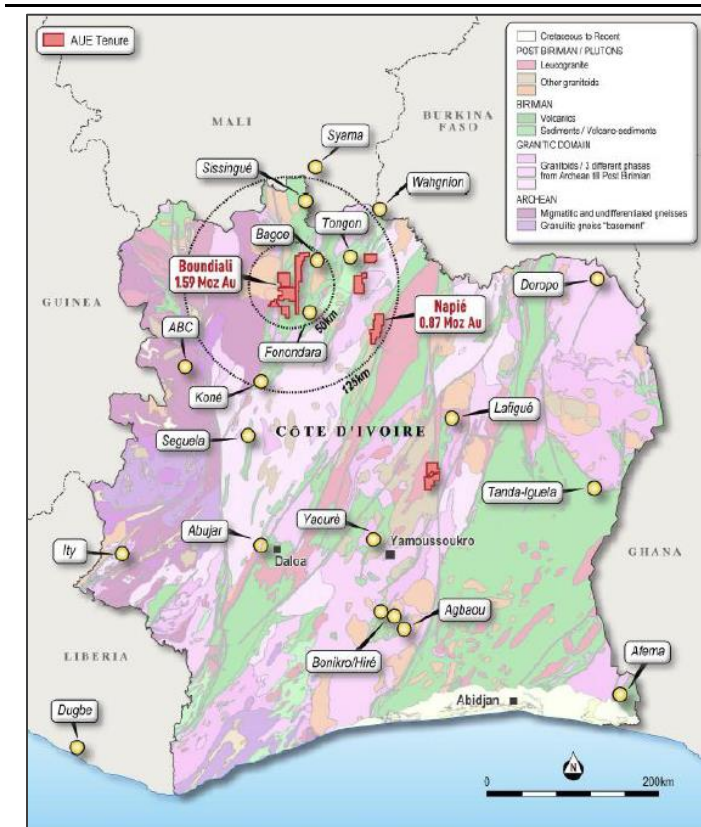 AUE Tenure
Cretaceous to Recent
POST BIRIMIAN / PLUTONS
Leucogranite
Other granitoids
BIRIMIAN
Volcanics
Sediments / Volcano-sediments
GRANITIC DOMAIN
Granitoids / 3 different phases
from Archean till Post Birimian
ARCHEAN
Migmatitic and undifferentiated gneisses
Granulitic gneiss "basement"
MALI
BURKINA
FASO
Syama
Sissingué
Wahgnion
Tongon
Bagoe
Boundiali
1.59 Moz Au
GUINEA
Doropo
Napié
0.87 Moz Au
ABC
50km
Fonondara
125km
Koné
Lafigué
CÔTE D'IVOIRE
Seguela
Tanda-Iguela
Abujar
Yaouré
Yamoussoukro
Ity
Daloa
GHANA
Agbaou
Bonikro/Hiré
LIBERIA
Afema
Abidjan
Dugbe
N
0 200km